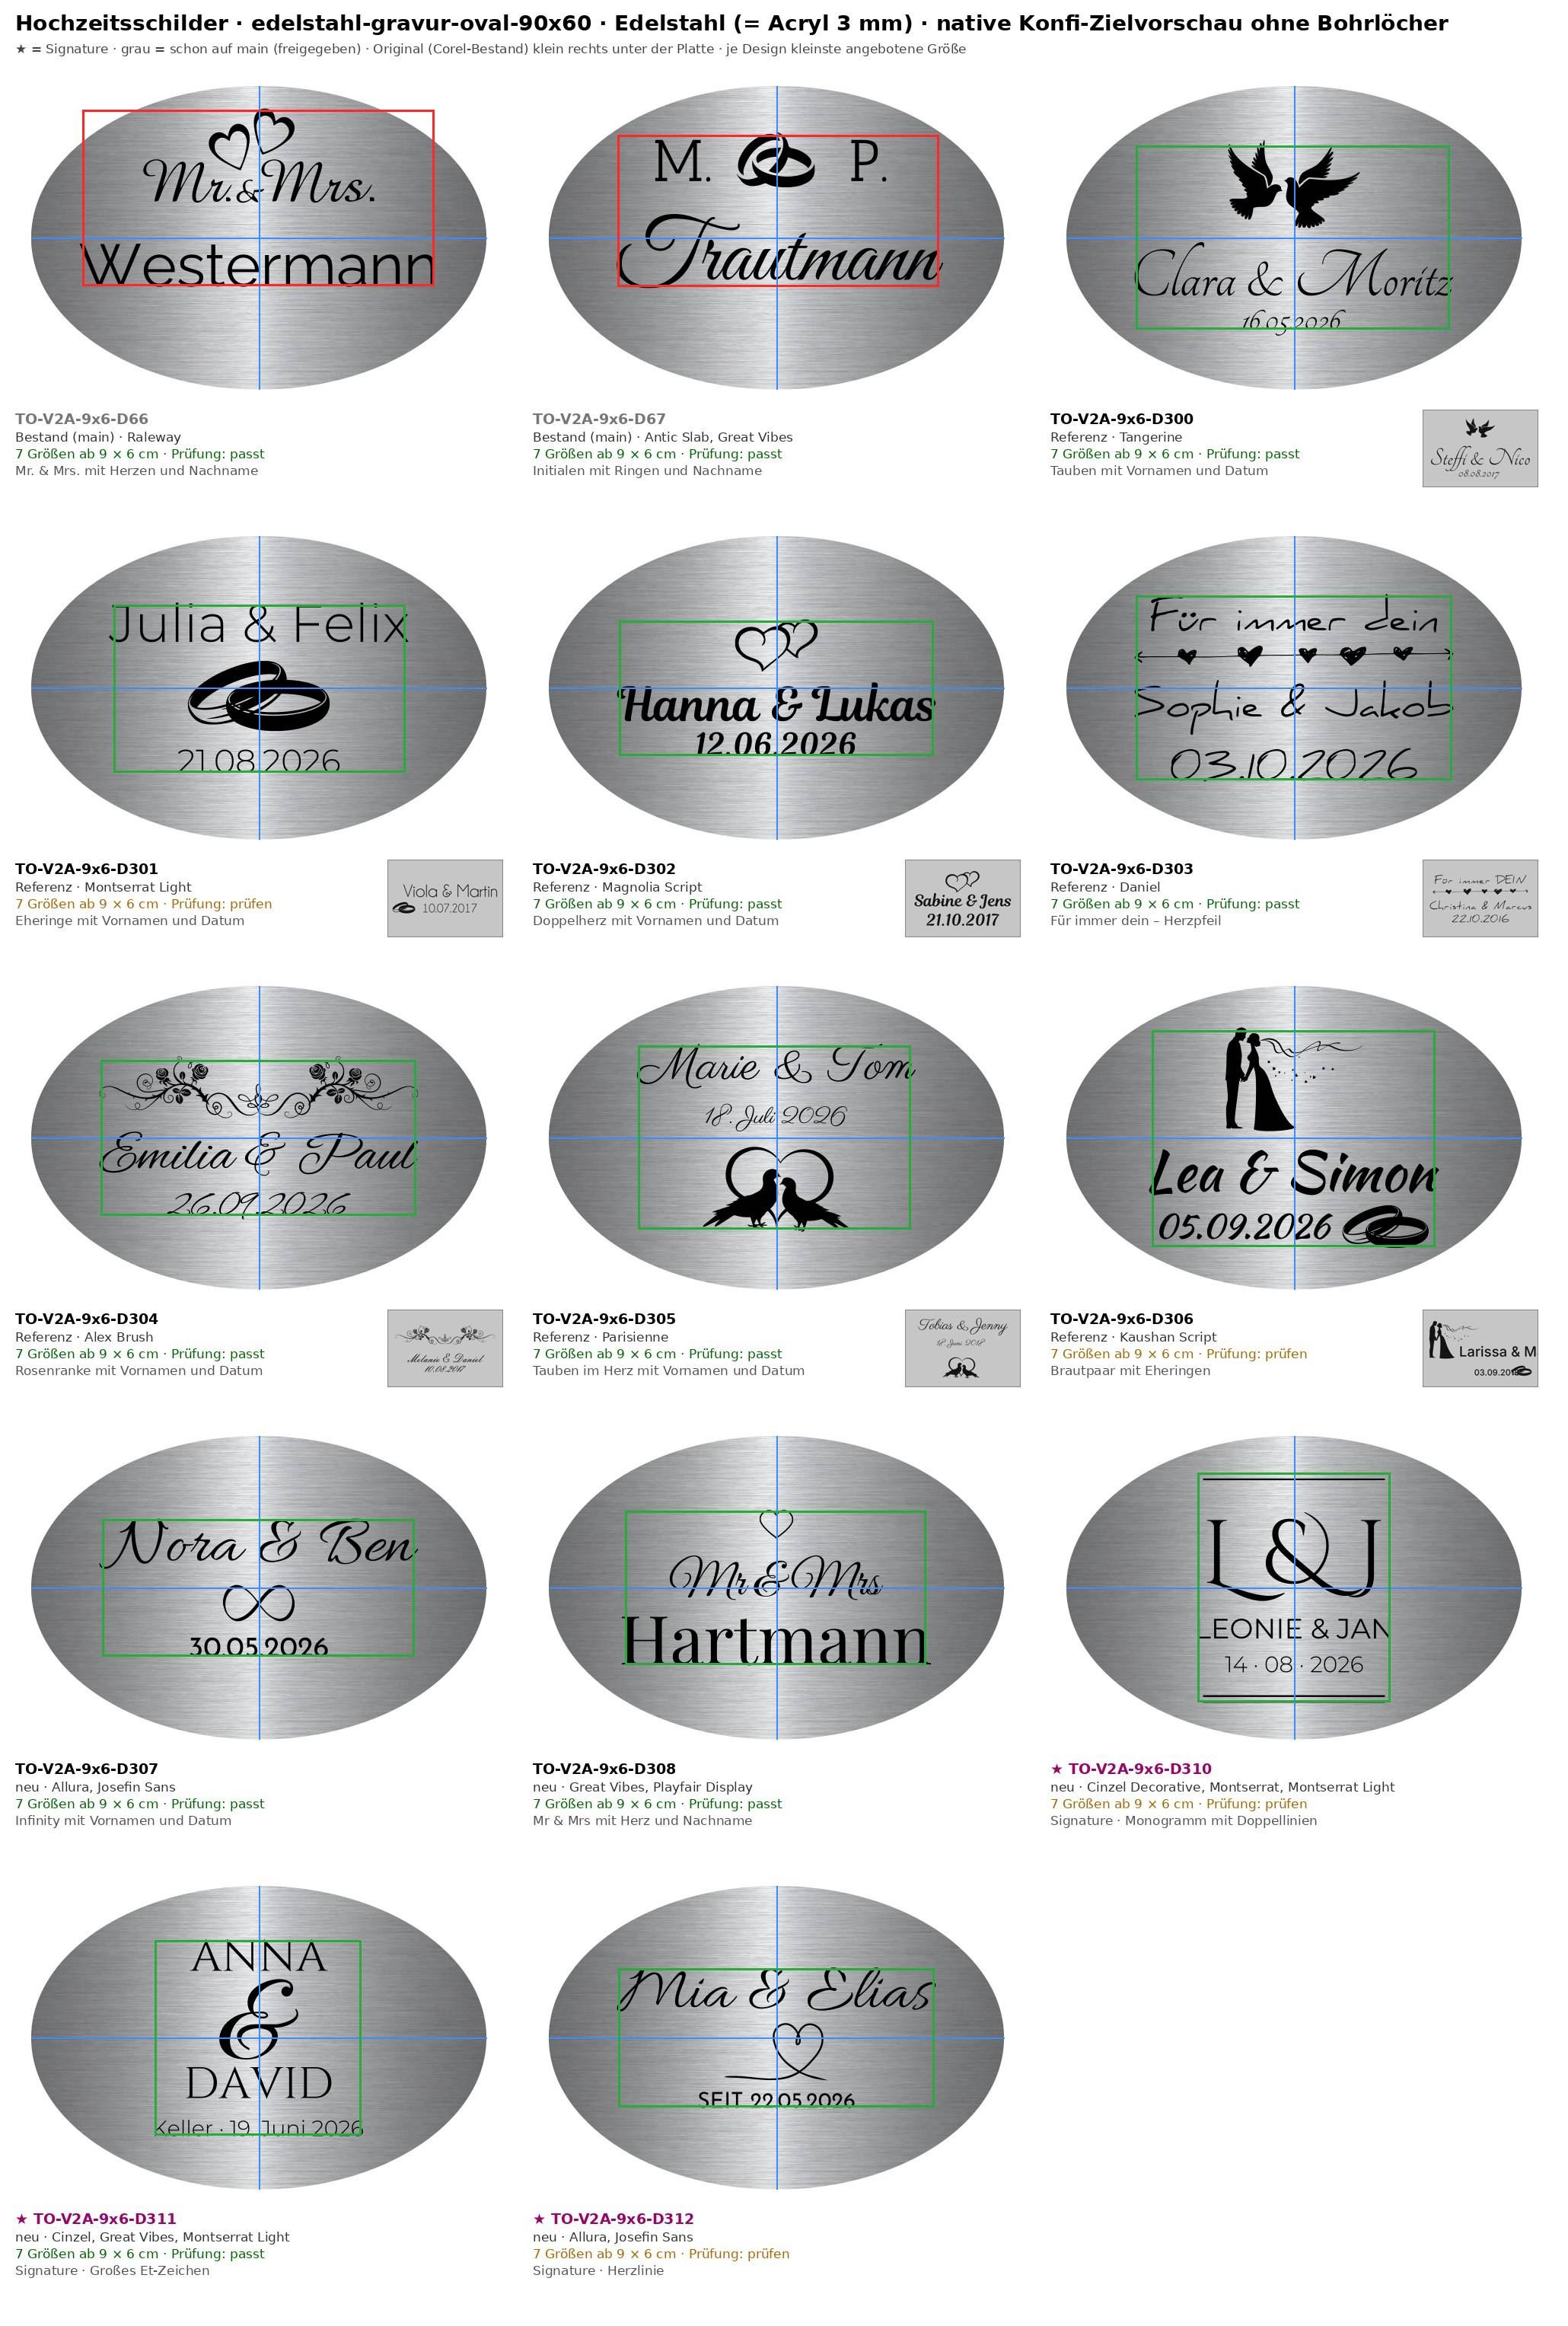 Hochzeitsschilder · edelstahl-gravur-oval-90x60 · Edelstahl (= Acryl 3 mm) · native Konfi-Zielvorschau ohne Bohrlöcher
★ = Signature · grau = schon auf main (freigegeben) · Original (Corel-Bestand) klein rechts unter der Platte · je Design kleinste angebotene Größe
Mr. & Mrs.
Westermann
M. P.
Trautmann
Clara & Moritz
16.05.2026
TO-V2A-9x6-D66
Bestand (main) · Raleway
7 Größen ab 9 × 6 cm · Prüfung: passt
Mr. & Mrs. mit Herzen und Nachname
TO-V2A-9x6-D67
Bestand (main) · Antic Slab, Great Vibes
7 Größen ab 9 × 6 cm · Prüfung: passt
Initialen mit Ringen und Nachname
TO-V2A-9x6-D300
Referenz · Tangerine
7 Größen ab 9 × 6 cm · Prüfung: passt
Tauben mit Vornamen und Datum
Steffi & Nico
08.08.2017
Julia & Felix
21.08.2026
Hanna & Lukas
12.06.2026
Für immer dein
Sophie & Jakob
03.10.2026
TO-V2A-9x6-D301
Referenz · Montserrat Light
7 Größen ab 9 × 6 cm · Prüfung: prüfen
Eheringe mit Vornamen und Datum
Viola & Martin
10.07.2017
TO-V2A-9x6-D302
Referenz · Magnolia Script
7 Größen ab 9 × 6 cm · Prüfung: passt
Doppelherz mit Vornamen und Datum
Sabine & Jens
21.10.2017
TO-V2A-9x6-D303
Referenz · Daniel
7 Größen ab 9 × 6 cm · Prüfung: passt
Für immer dein – Herzpfeil
Für immer DEIN
Christina & Marcus
22.10.2016
Emilia & Paul
26.09.2026
Marie & Tom
18. Juli 2026
Lea & Simon
05.09.2026
TO-V2A-9x6-D304
Referenz · Alex Brush
7 Größen ab 9 × 6 cm · Prüfung: passt
Rosenranke mit Vornamen und Datum
Melanie & Daniel
10.08.2017
TO-V2A-9x6-D305
Referenz · Parisienne
7 Größen ab 9 × 6 cm · Prüfung: passt
Tauben im Herz mit Vornamen und Datum
Tobias & Jenny
TO-V2A-9x6-D306
Referenz · Kaushan Script
7 Größen ab 9 × 6 cm · Prüfung: prüfen
Brautpaar mit Eheringen
Larissa & M
Nora & Ben
30.05.2026
Mr & Mrs
Hartmann
L&J
LEONIE & JAN
14 · 08 · 2026
TO-V2A-9x6-D307
neu · Allura, Josefin Sans
7 Größen ab 9 × 6 cm · Prüfung: passt
Infinity mit Vornamen und Datum
TO-V2A-9x6-D308
neu · Great Vibes, Playfair Display
7 Größen ab 9 × 6 cm · Prüfung: passt
Mr & Mrs mit Herz und Nachname
★ TO-V2A-9x6-D310
neu · Cinzel Decorative, Montserrat, Montserrat Light
7 Größen ab 9 × 6 cm · Prüfung: prüfen
Signature · Monogramm mit Doppellinien
ANNA
&
DAVID
Keller · 19. Juni 2026
Mia & Elias
SEIT 22.05.2026
★ TO-V2A-9x6-D311
neu · Cinzel, Great Vibes, Montserrat Light
7 Größen ab 9 × 6 cm · Prüfung: passt
Signature · Großes Et-Zeichen
★ TO-V2A-9x6-D312
neu · Allura, Josefin Sans
7 Größen ab 9 × 6 cm · Prüfung: prüfen
Signature · Herzlinie